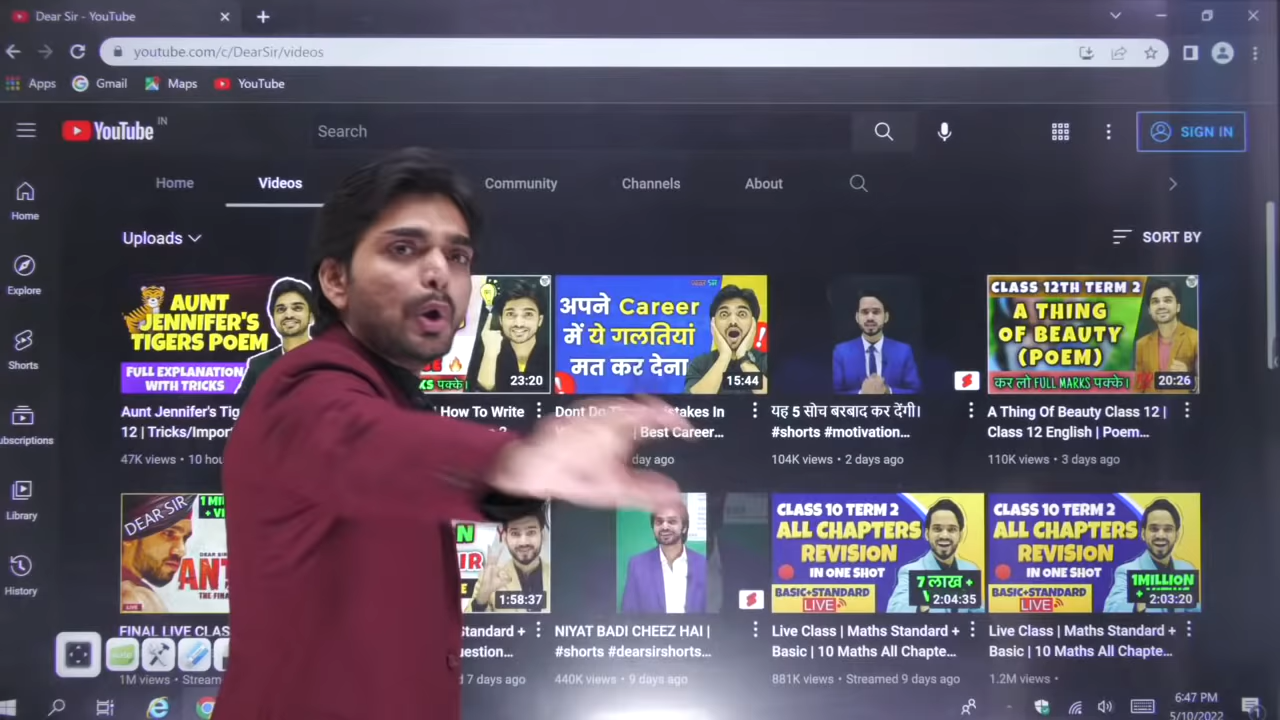 Dear Sir - YouTube
youtube.com/c/DearSir/videos
Apps
Gmail
Maps
YouTube
YouTube IN
Search
SIGN IN
Home
Videos
Community
Channels
About
Home
Explore
Shorts
Library
History
Uploads
SORT BY
AUNT
JENNIFER'S
TIGERS POEM
FULL EXPLANATION
WITH TRICKS
Aunt Jennifer's
12 | Tricks/
47K views • 10
पक्के।
23:20
How To Write
अपने Career
में ये गलतियां
मत कर देना
15:44
Dont Do
In
| Best Career...
day ago
यह 5 सोच बरबाद कर देंगी।
#shorts #motivation...
104K views • 2 days ago
CLASS 12TH TERM 2
A THING
OF BEAUTY
(POEM)
कर लो FULL MARKS पक्के।
20:26
A Thing Of Beauty Class 12 |
Class 12 English | Poem...
110K views • 3 days ago
DEAR SIR
LIVE
FINAL LIVE
1M views •
1:58:37
Standard +
7 days ago
NIYAT BADI CHEEZ HAI |
#shorts #dearsirshorts...
440K views • 9 days ago
CLASS 10 TERM 2
ALL CHAPTERS
REVISION
IN ONE SHOT
7 लाख +
BASIC+STANDARD
LIVE
2:04:35
Live Class | Maths Standard +
Basic | 10 Maths All Chapte...
881K views • Streamed 9 days ago
CLASS 10 TERM 2
ALL CHAPTERS
REVISION
IN ONE SHOT
1MILLION
+
BASIC+STANDARD
LIVE
2:03:20
Live Class | Maths Standard +
Basic | 10 Maths All Chapte...
1.2M views •
6:47 PM
5/10/2022